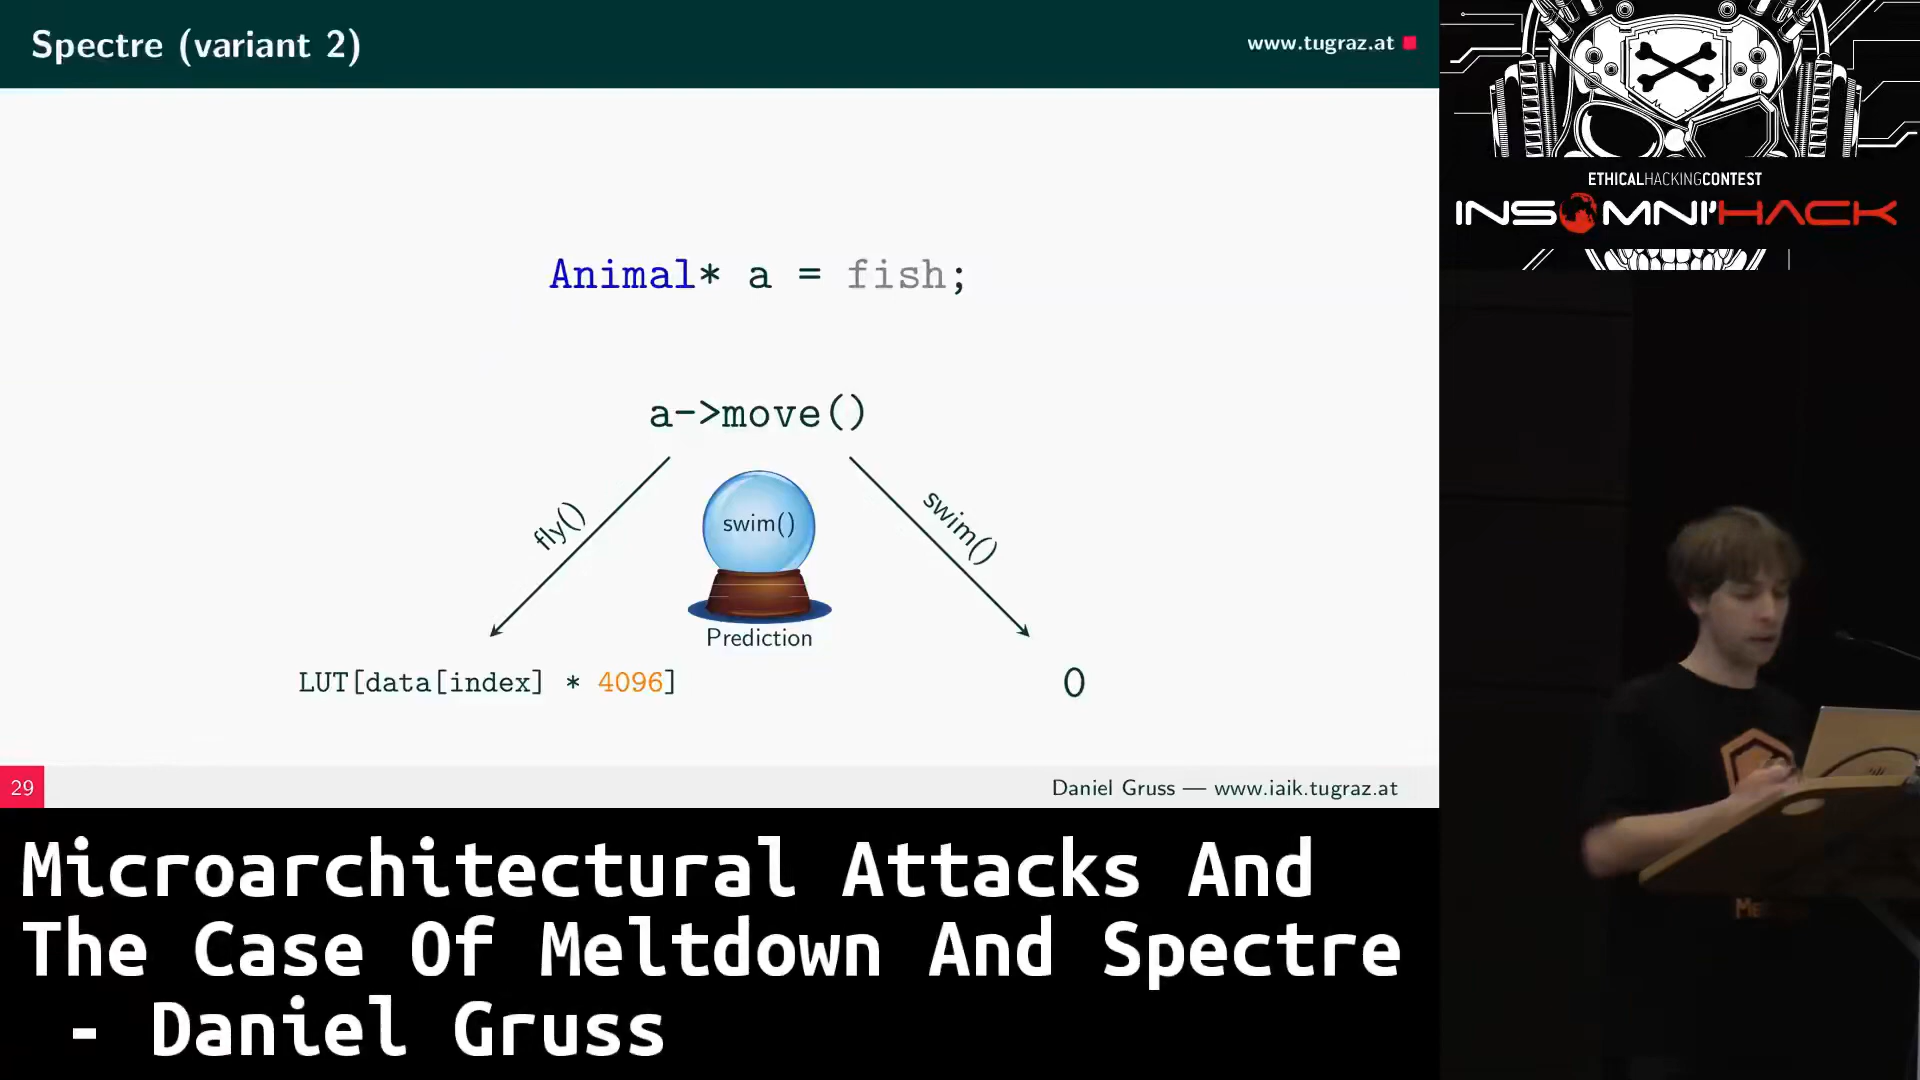 Spectre (variant 2)
www.tugraz.at
Animal* a = fish;
a->move()
fly()
swim()
swim()
Prediction
LUT[data[index] * 4096]
0
29
Daniel Gruss — www.iaik.tugraz.at
ETHICALHACKINGCONTEST
INSOMNI'HACK
Microarchitectural Attacks And
The Case Of Meltdown And Spectre
- Daniel Gruss